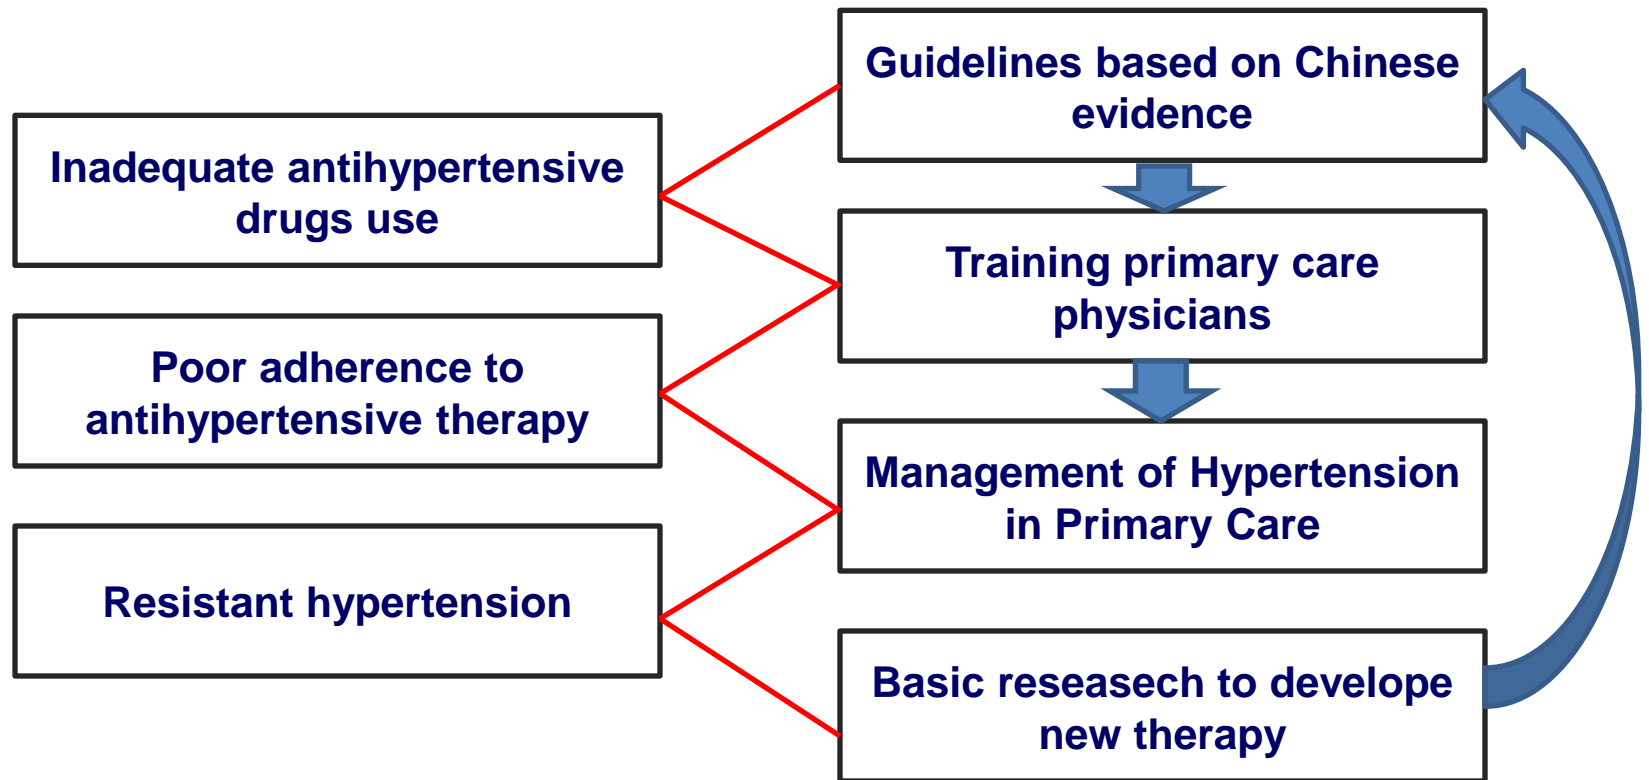 Guidelines based on Chinese
evidence
Inadequate antihypertensive
drugs use
Training primary care
physicians
Poor adherence to
antihypertensive therapy
Management of Hypertension
in Primary Care
Resistant hypertension
Basic reseasech to develope
new therapy